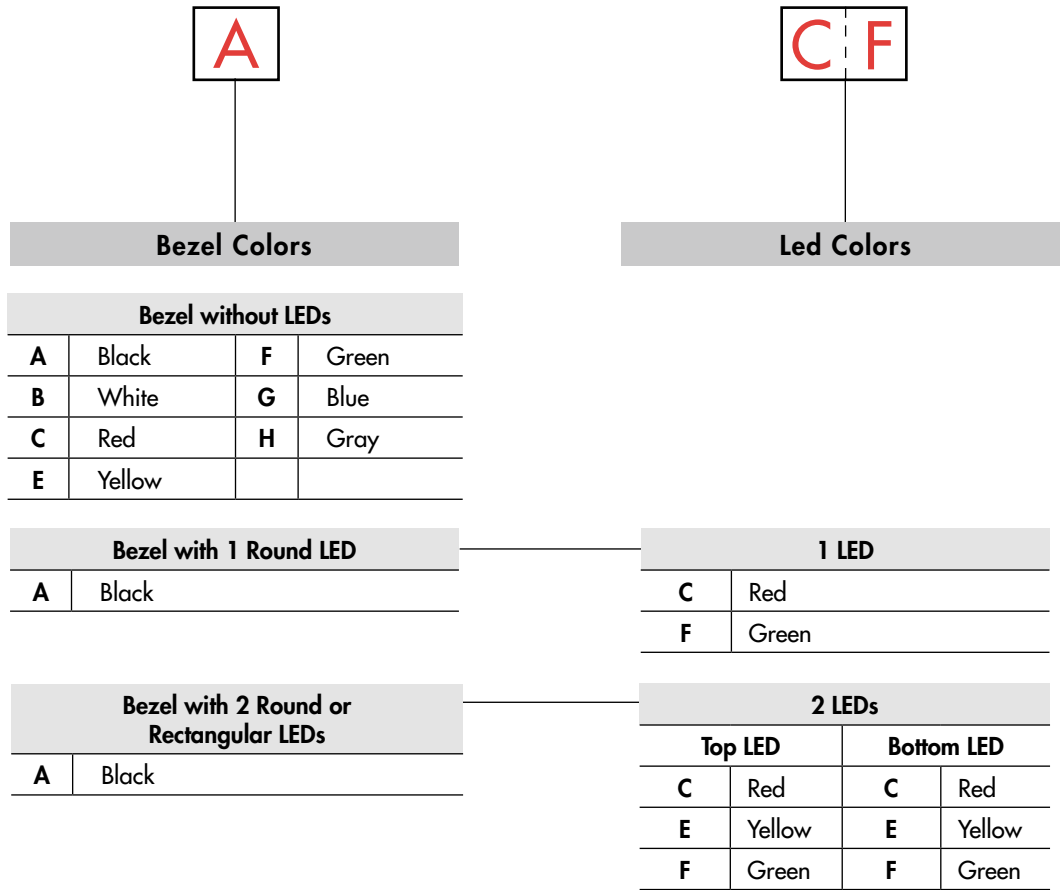 A
C F
Bezel Colors
Led Colors
Bezel without LEDs
A Black F Green
B White G Blue
C Red H Gray
E Yellow
Bezel with 1 Round LED
A Black
1 LED
C Red
F Green
Bezel with 2 Round or
Rectangular LEDs
A Black
2 LEDs
Top LED Bottom LED
C Red C Red
E Yellow E Yellow
F Green F Green